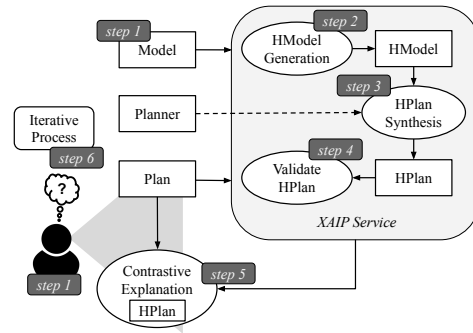 step 1
Model
step 2
HModel
Generation
HModel
step 3
HPlan
Synthesis
Planner
Iterative
Process
step 6
?
Plan
step 4
Validate
HPlan
HPlan
XAIP Service
step 1
Contrastive
Explanation
step 5
HPlan